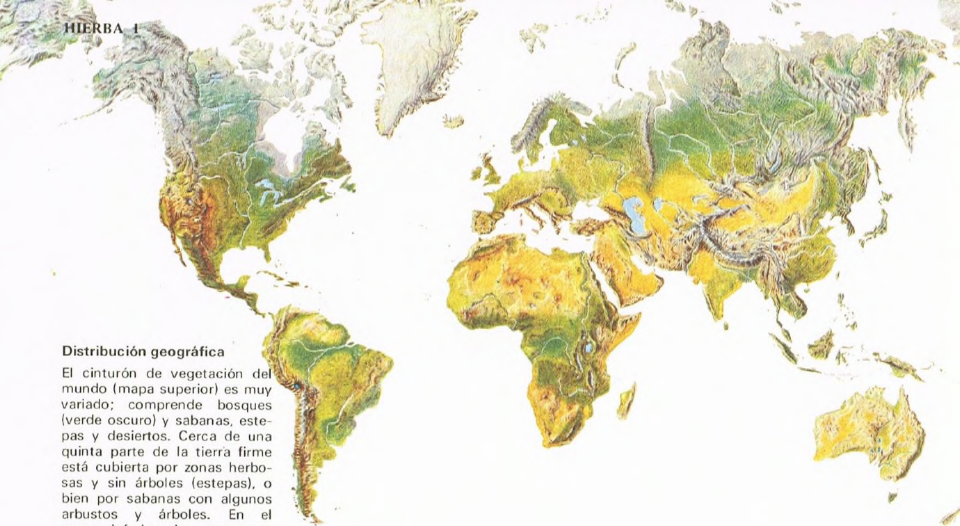 HIERBA 1
Distribución geográfica
El cinturón de vegetación del
mundo (mapa superior) es muy
variado; comprende bosques
(verde oscuro) y sabanas, este-
pas y desiertos. Cerca de una
quinta parte de la tierra firme
está cubierta por zonas herbo-
sas y sin árboles (estepas), o
bien por sabanas con algunos
arbustos y árboles. En el